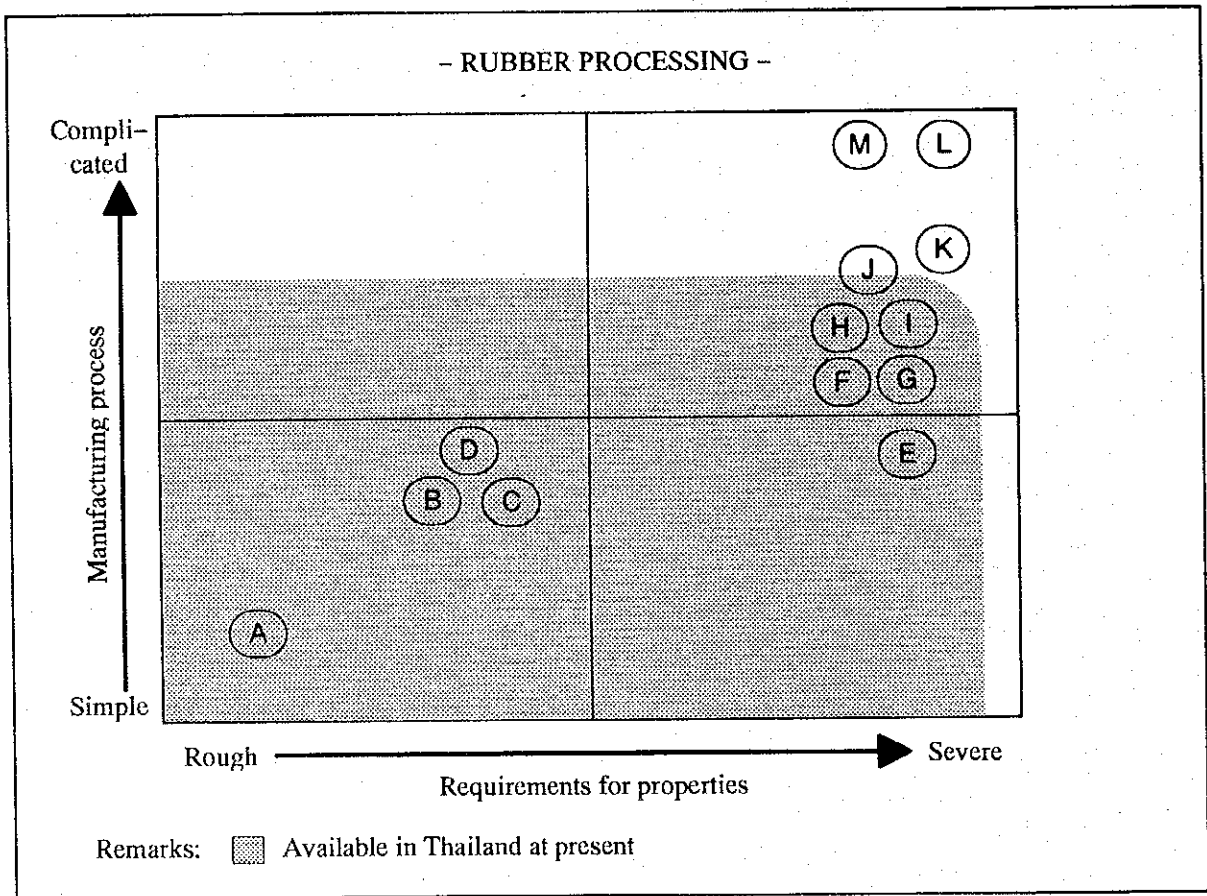 – RUBBER PROCESSING –
Compli–
cated
M L
K
J
H I
F G
D
E
B C
A
Manufacturing process
Simple
Rough
Severe
Requirements for properties
Remarks: Available in Thailand at present